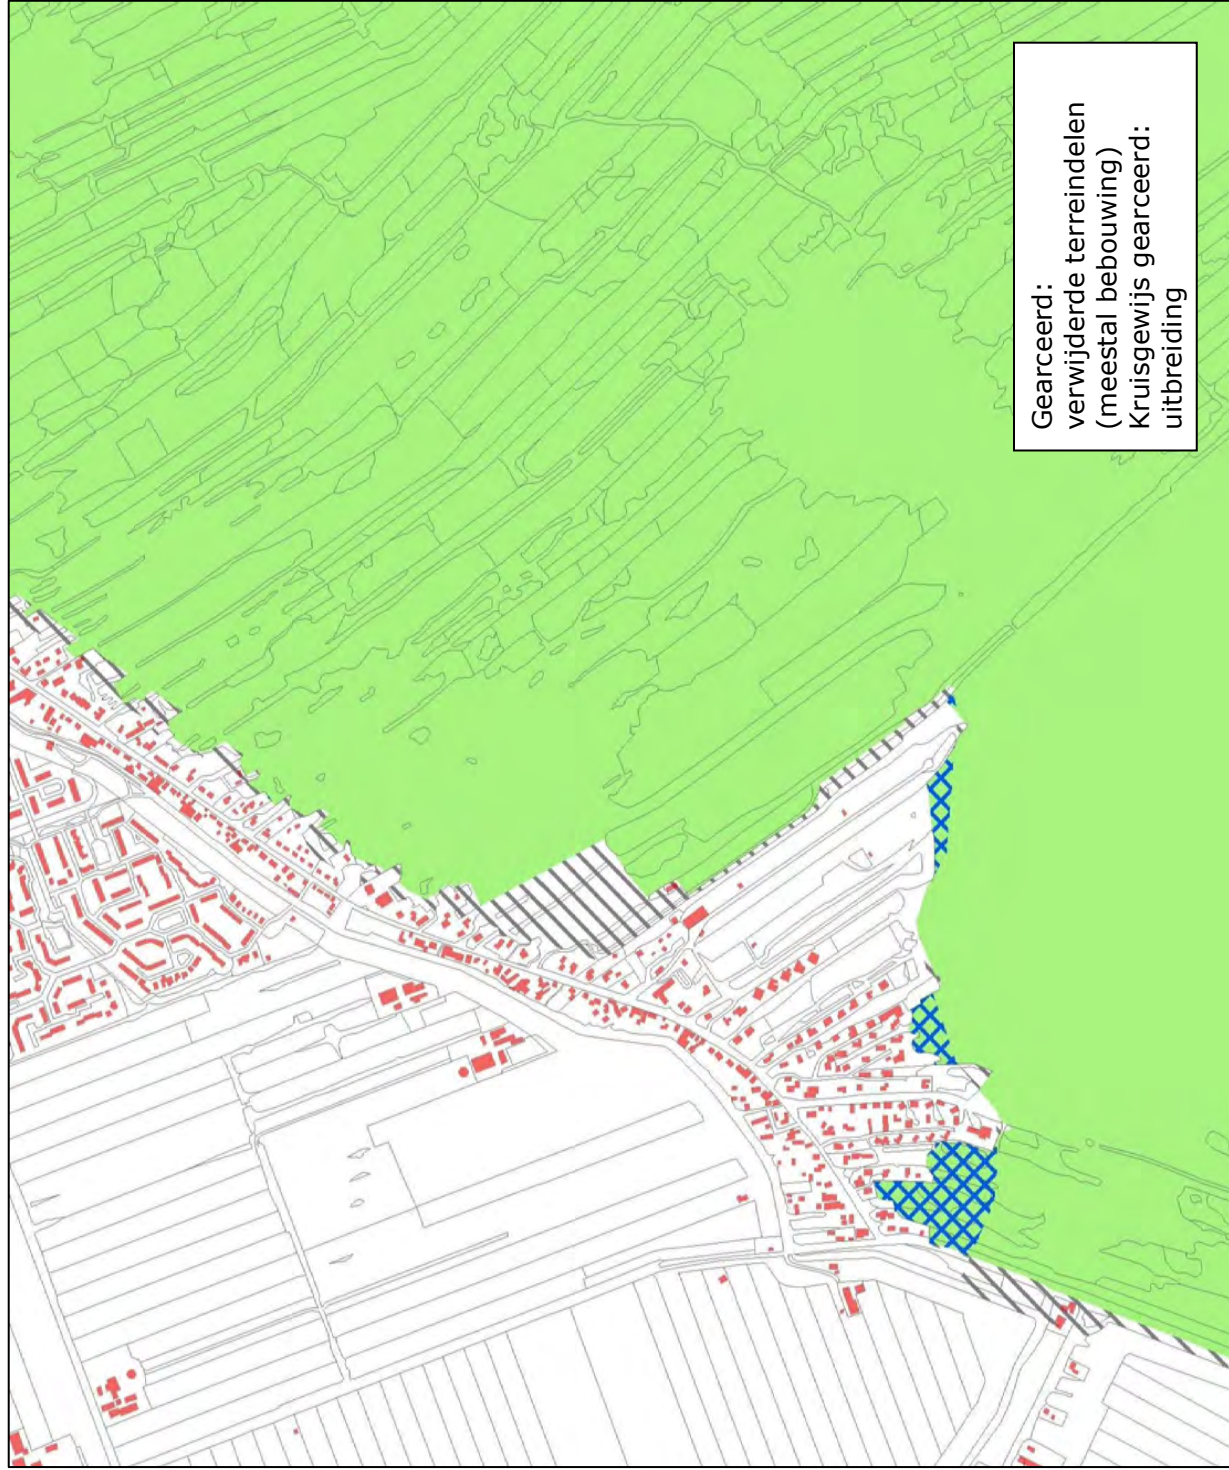 Gearceerd:
verwijderde terreindelen
(meestal bebouwing)
Kruisgewijs gearceerd:
uitbreiding